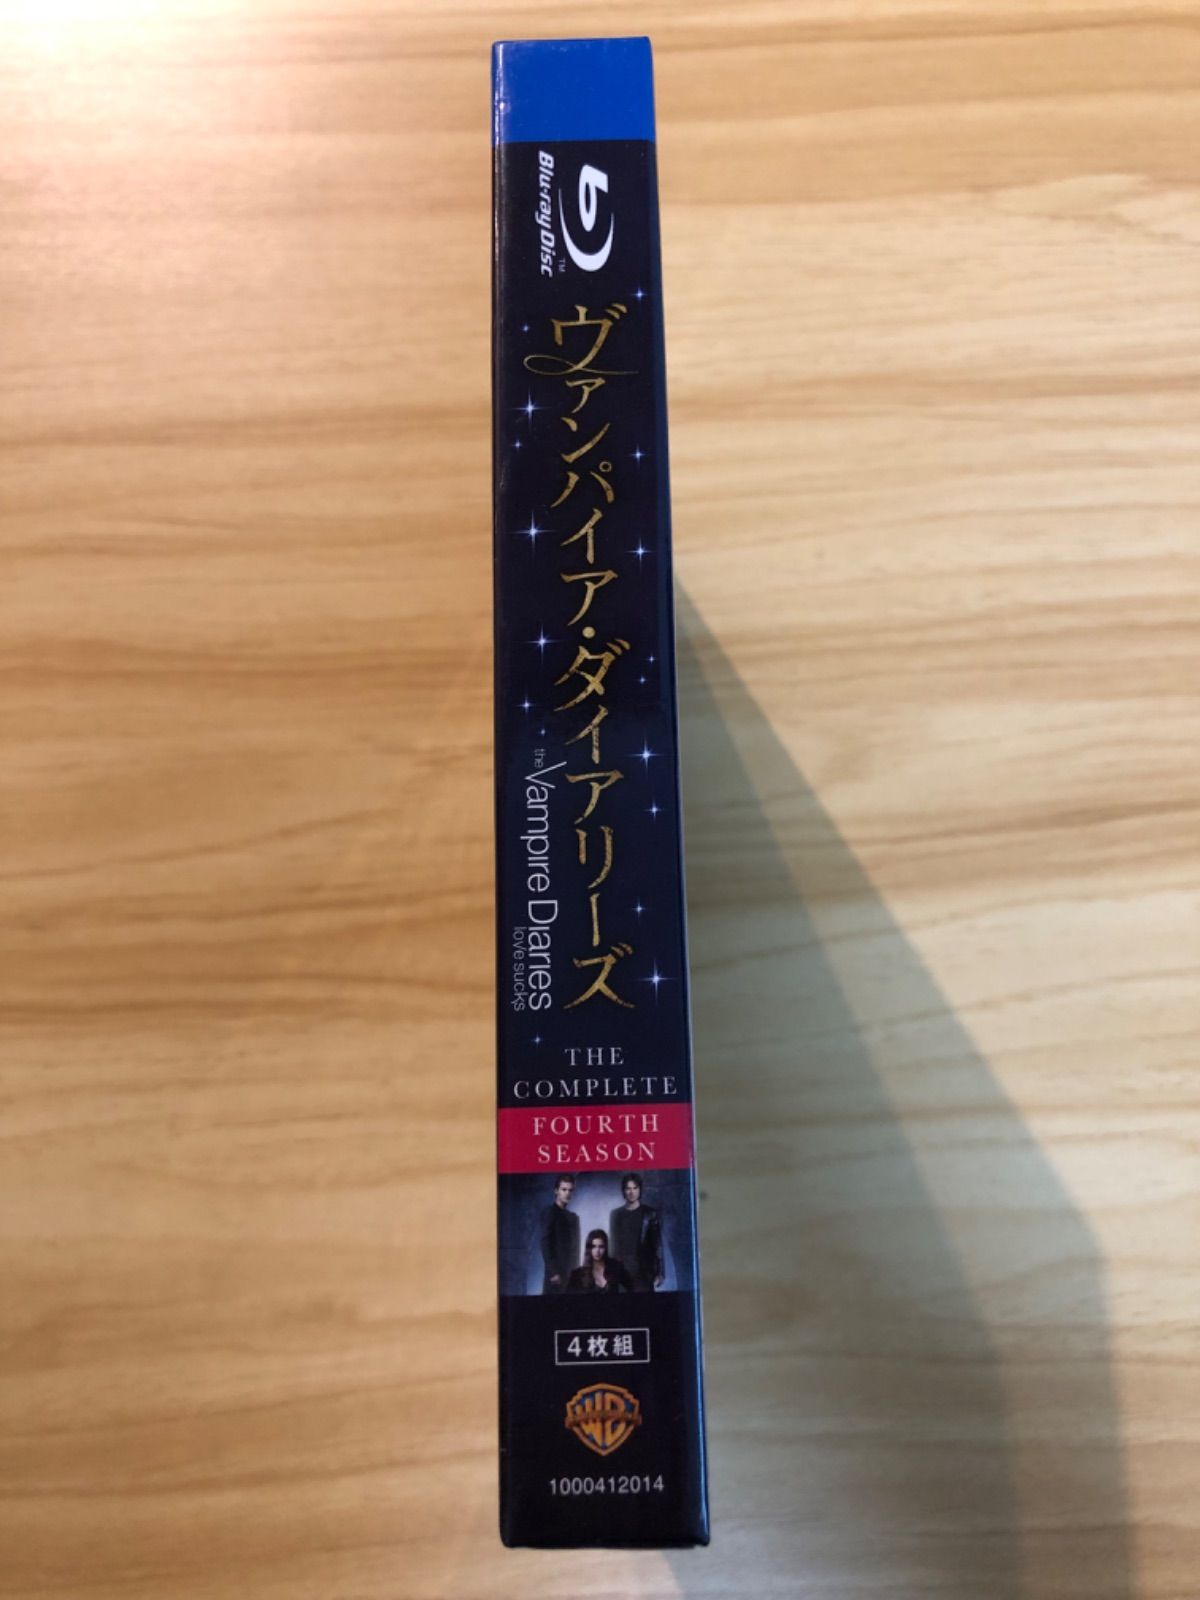 Blu-ray Disc
TM
ヴァンパイア・ダイアリーズ
the Vampire Diaries
love sucks
THE
COMPLETE
FOURTH
SEASON
4枚組
WB
1000412014